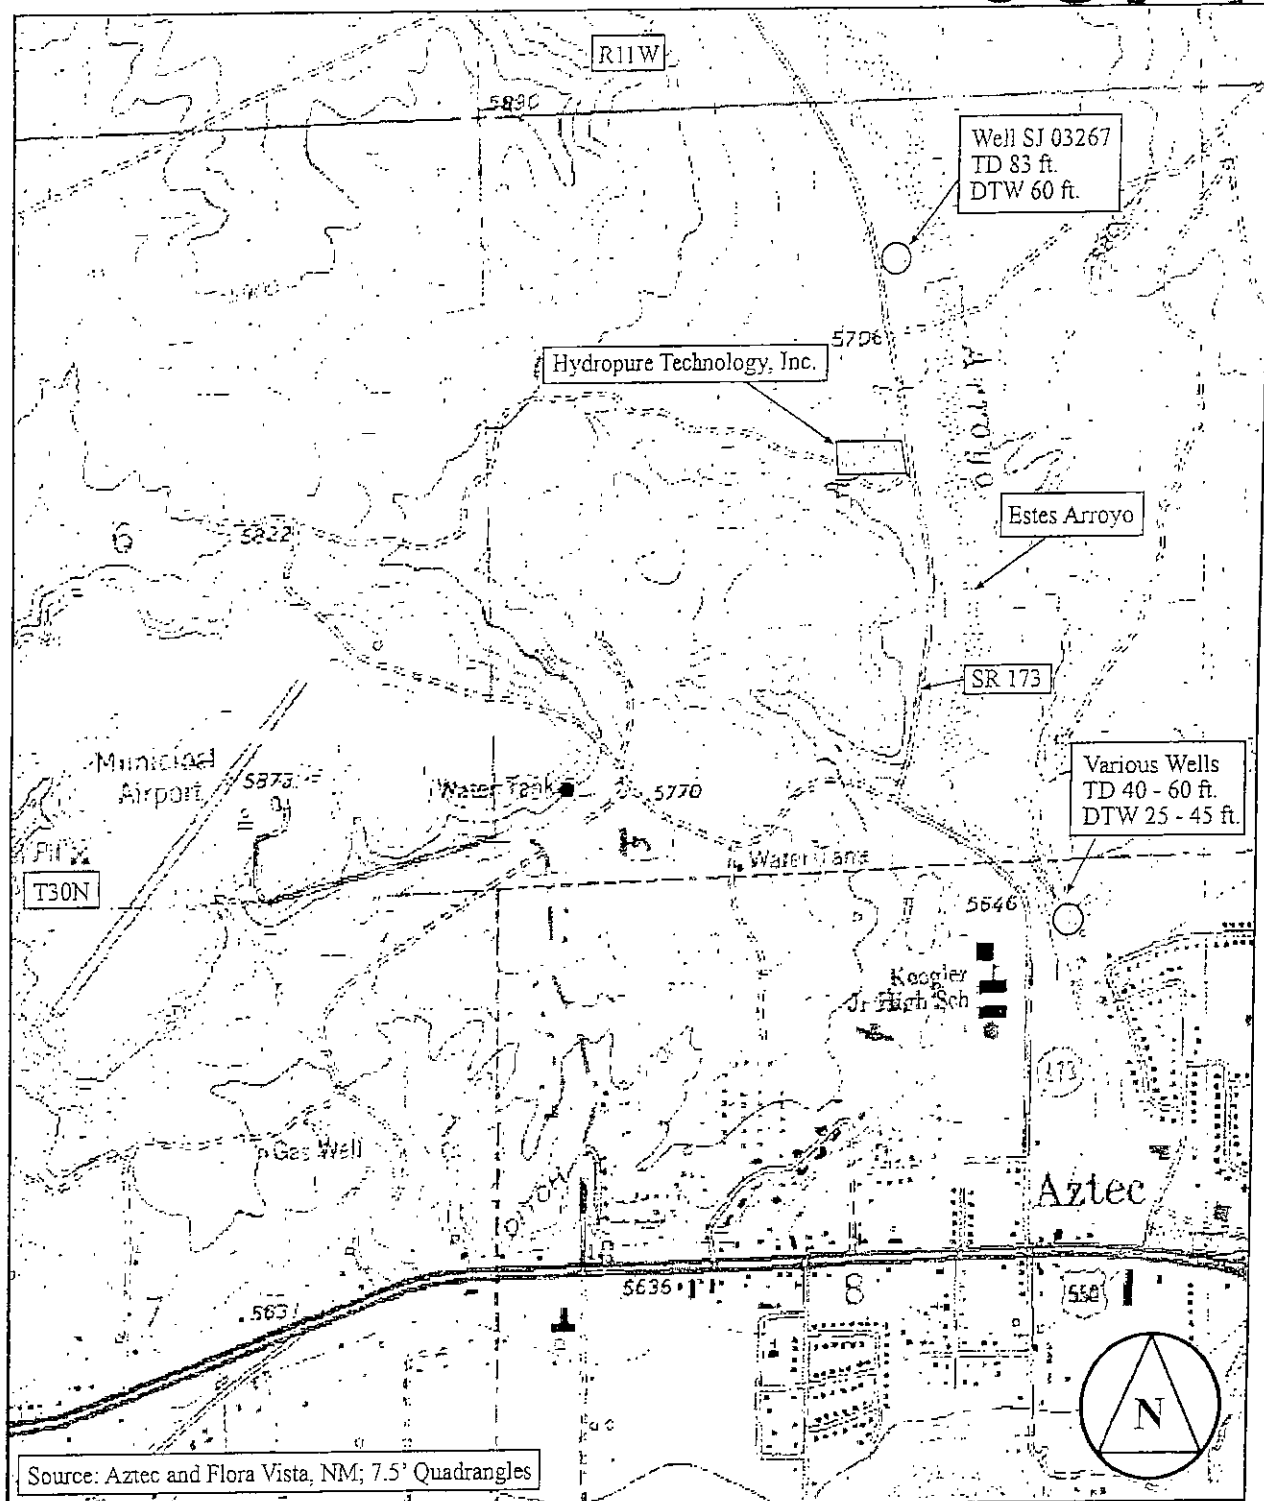 R11W
5890
Well SJ 03267
TD 83 ft.
DTW 60 ft.
5706
Hydropure Technology, Inc.
Arroyo
Estes Arroyo
6
5822
SR 173
Municipal
Airport
5873
Water Tank
5770
Various Wells
TD 40 - 60 ft.
DTW 25 - 45 ft.
Water Tank
T30N
5646
Koogler
Jr High Sch
173
Gas Well
Aztec
5635
8
550
N
Source: Aztec and Flora Vista, NM; 7.5' Quadrangles